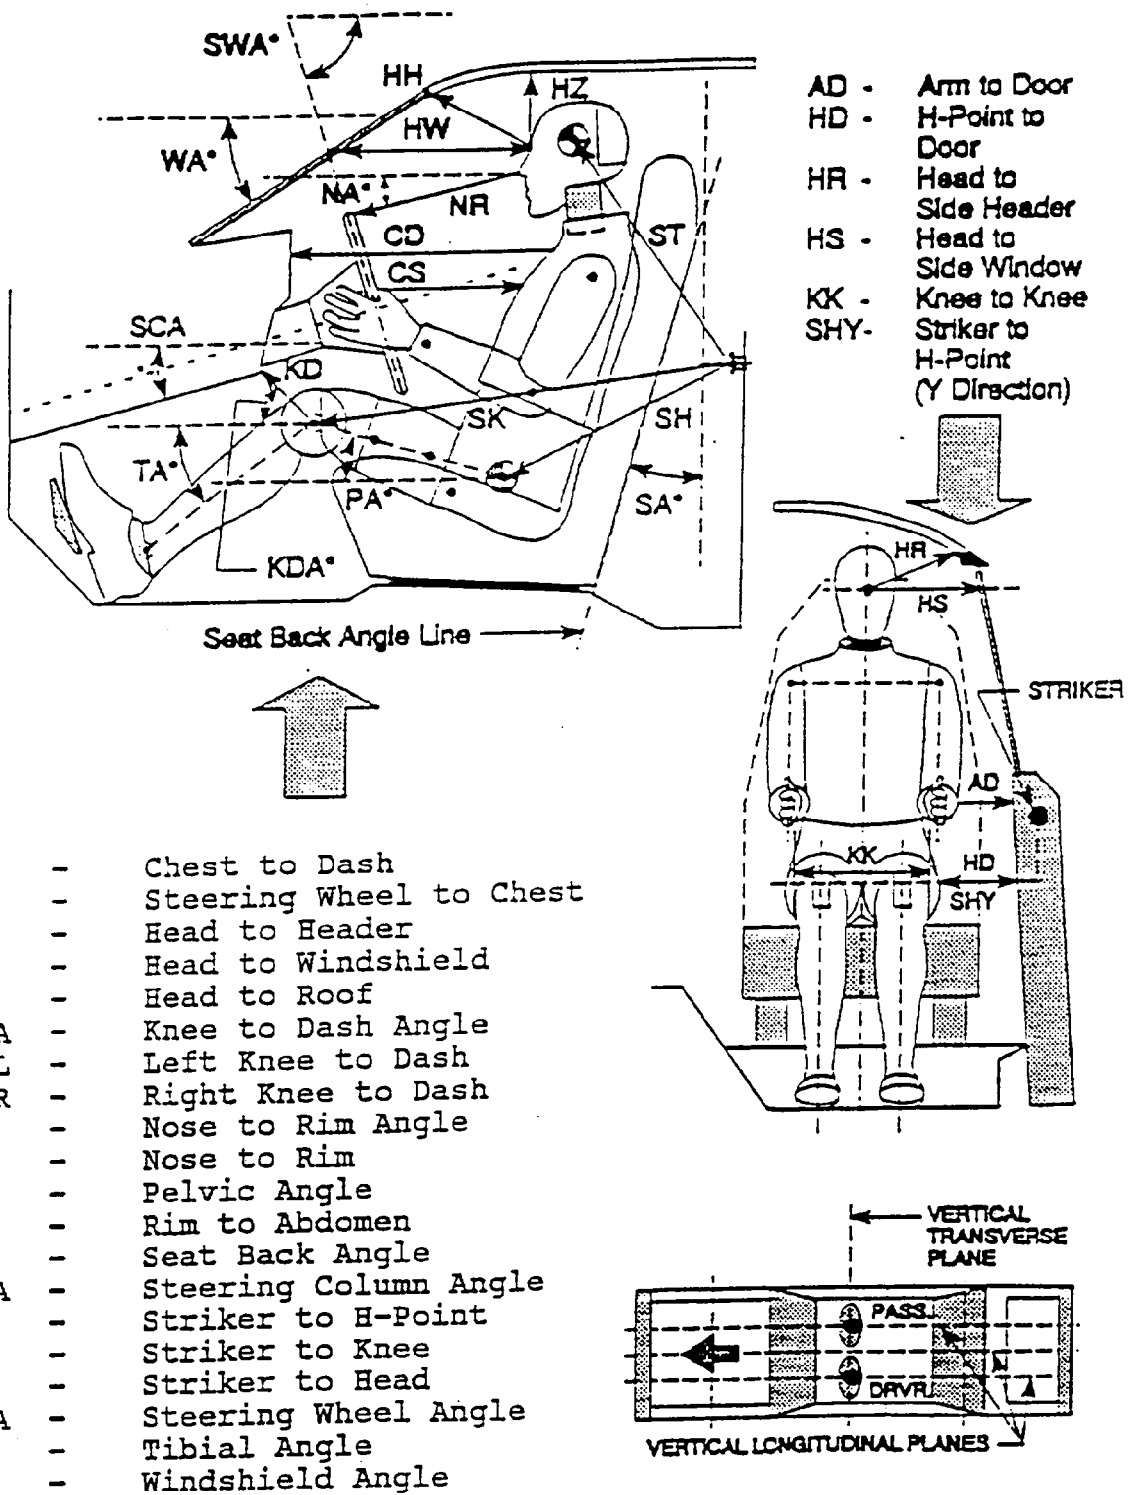 SWA°
HH
HZ
HW
WA°
NA°
NR
CD
ST
CS
SCA
KD
SK
SH
TA°
PA°
SA°
KDA°
Seat Back Angle Line
AD - Arm to Door
HD - H-Point to
Door
HR - Head to
Side Header
HS - Head to
Side Window
KK - Knee to Knee
SHY- Striker to
H-Point
(Y Direction)
HR
HS
STRIKER
AD
KK
HD
SHY
- Chest to Dash
- Steering Wheel to Chest
- Head to Header
- Head to Windshield
- Head to Roof
A - Knee to Dash Angle
L - Left Knee to Dash
R - Right Knee to Dash
- Nose to Rim Angle
- Nose to Rim
- Pelvic Angle
- Rim to Abdomen
- Seat Back Angle
A - Steering Column Angle
- Striker to H-Point
- Striker to Knee
- Striker to Head
A - Steering Wheel Angle
- Tibial Angle
- Windshield Angle
VERTICAL
TRANSVERSE
PLANE
PASS.
DRVR.
VERTICAL LONGITUDINAL PLANES